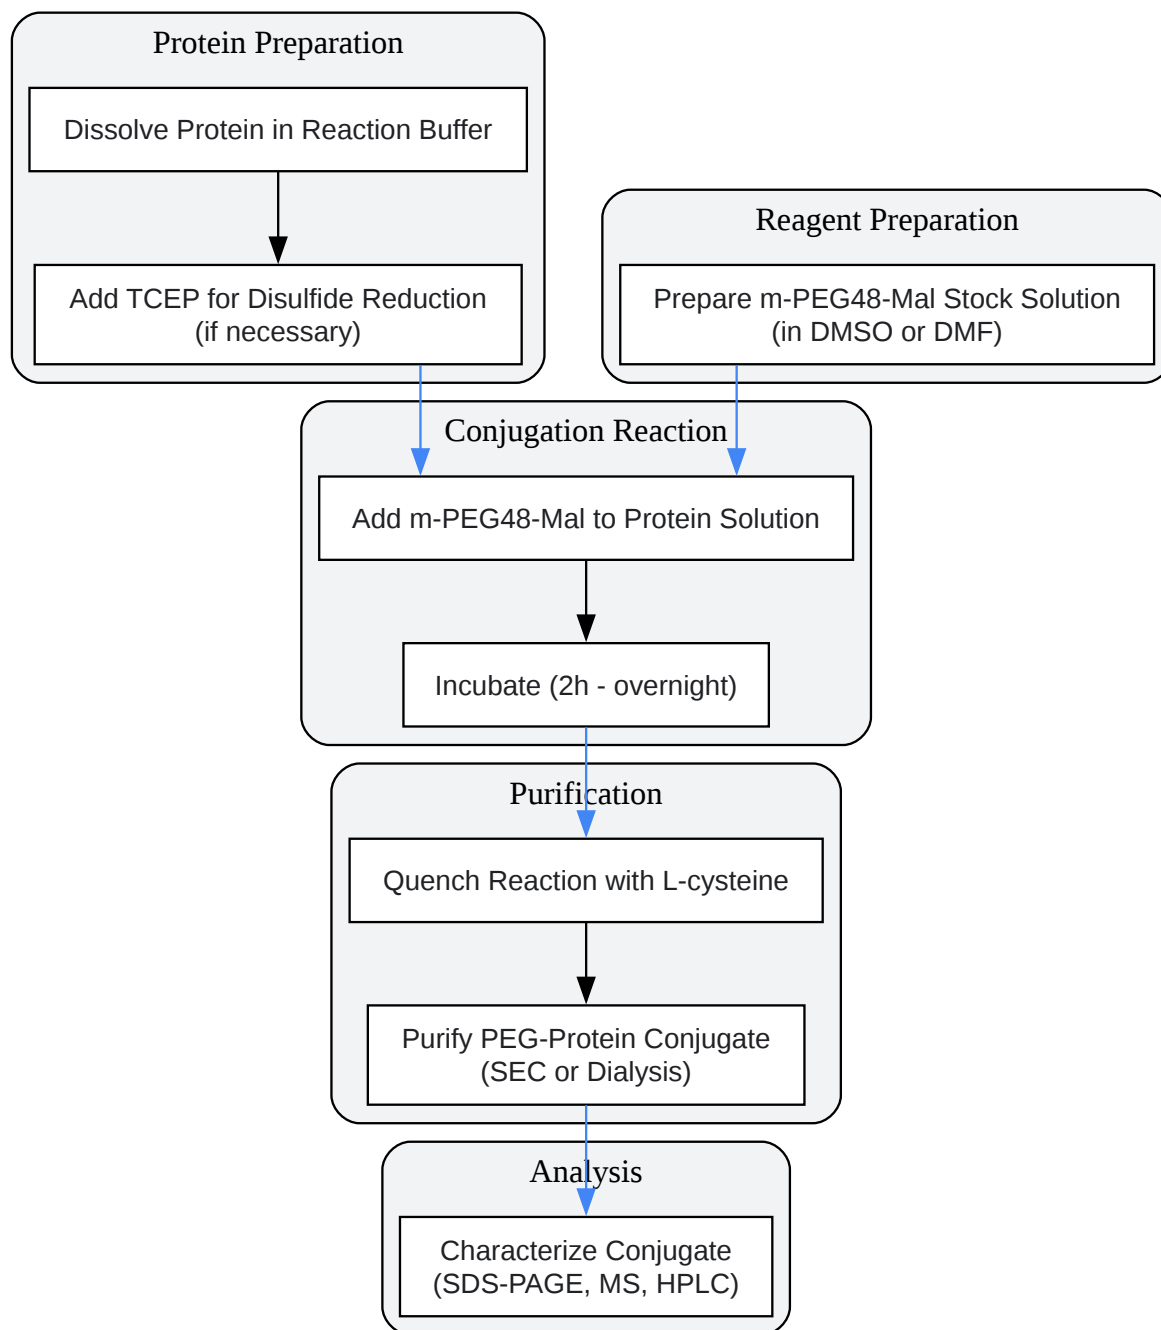 Protein Preparation
Dissolve Protein in Reaction Buffer
Add TCEP for Disulfide Reduction
(if necessary)
Reagent Preparation
Prepare m-PEG48-Mal Stock Solution
(in DMSO or DMF)
Conjugation Reaction
Add m-PEG48-Mal to Protein Solution
Incubate (2h - overnight)
Purification
Quench Reaction with L-cysteine
Purify PEG-Protein Conjugate
(SEC or Dialysis)
Analysis
Characterize Conjugate
(SDS-PAGE, MS, HPLC)